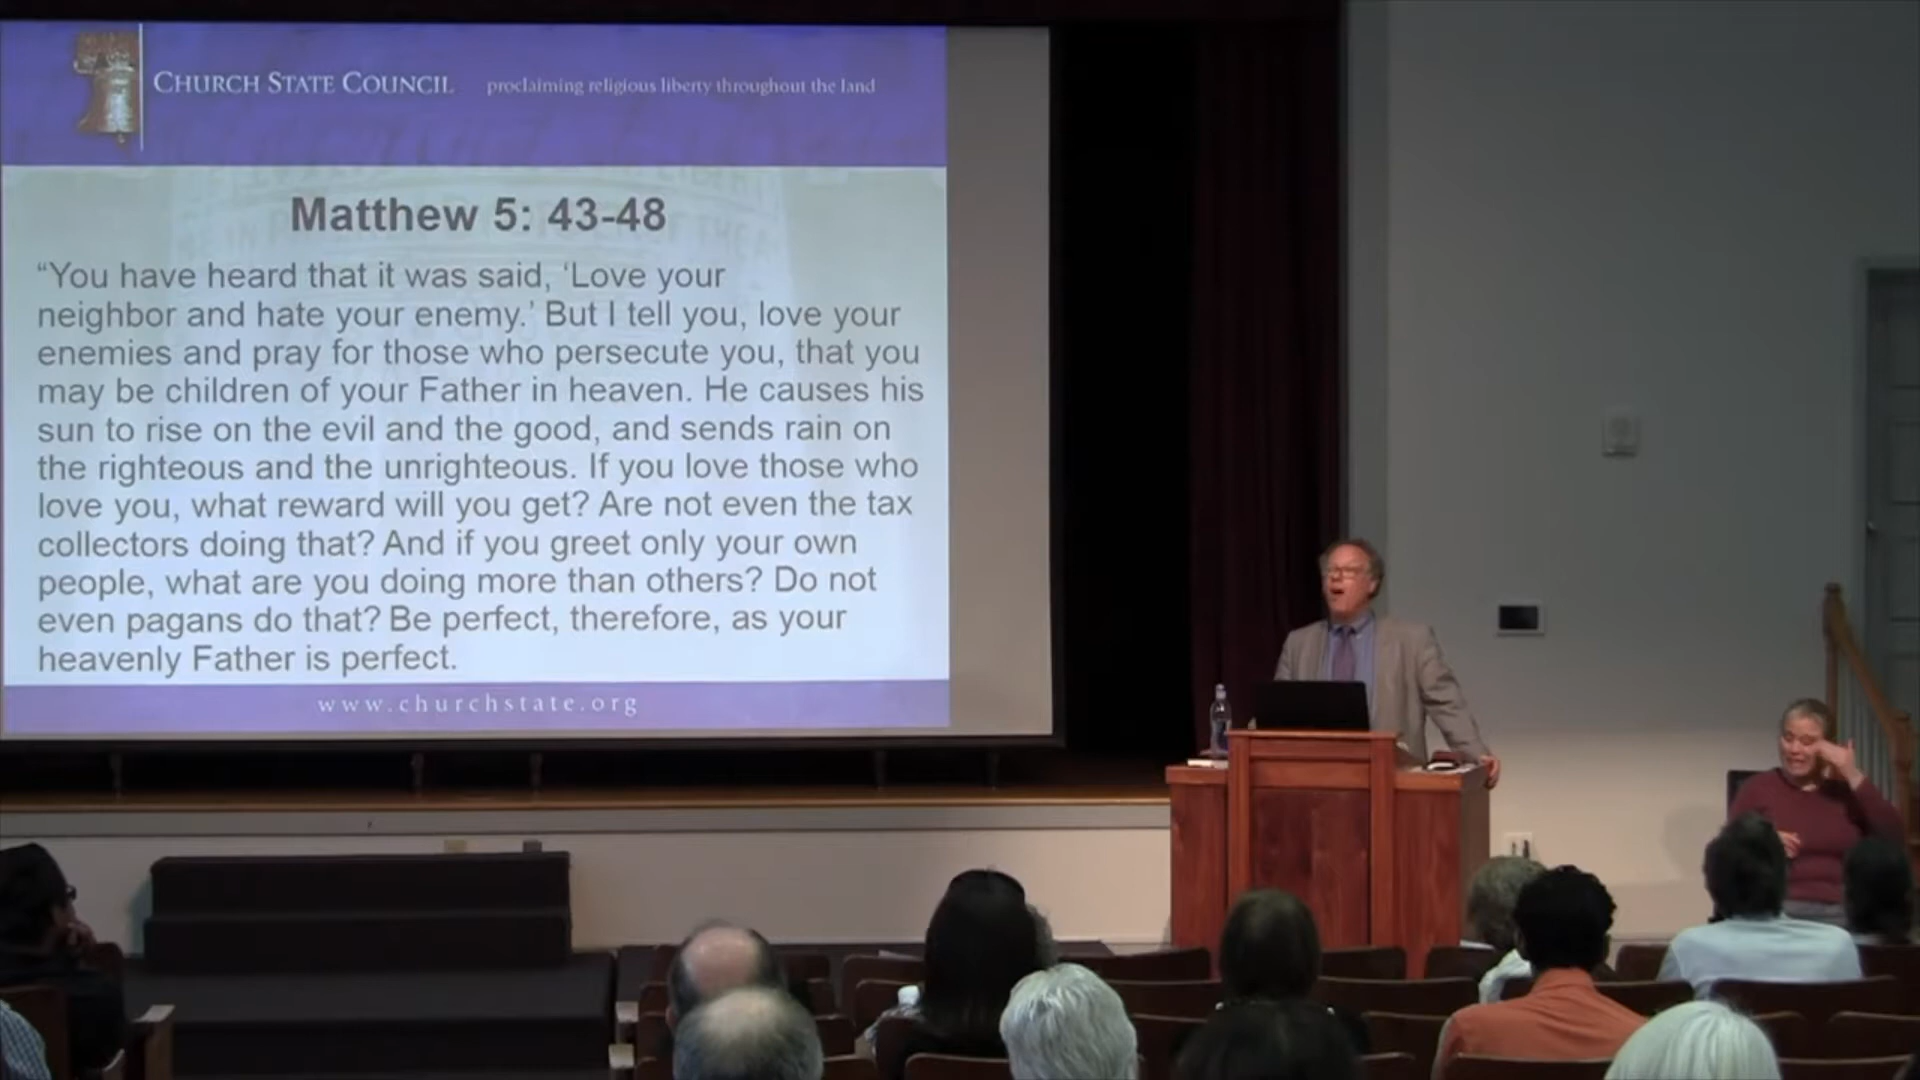 CHURCH STATE COUNCIL proclaiming religious liberty throughout the land
Matthew 5: 43-48
“You have heard that it was said, ‘Love your
neighbor and hate your enemy.’ But I tell you, love your
enemies and pray for those who persecute you, that you
may be children of your Father in heaven. He causes his
sun to rise on the evil and the good, and sends rain on
the righteous and the unrighteous. If you love those who
love you, what reward will you get? Are not even the tax
collectors doing that? And if you greet only your own
people, what are you doing more than others? Do not
even pagans do that? Be perfect, therefore, as your
heavenly Father is perfect.
www.churchstate.org